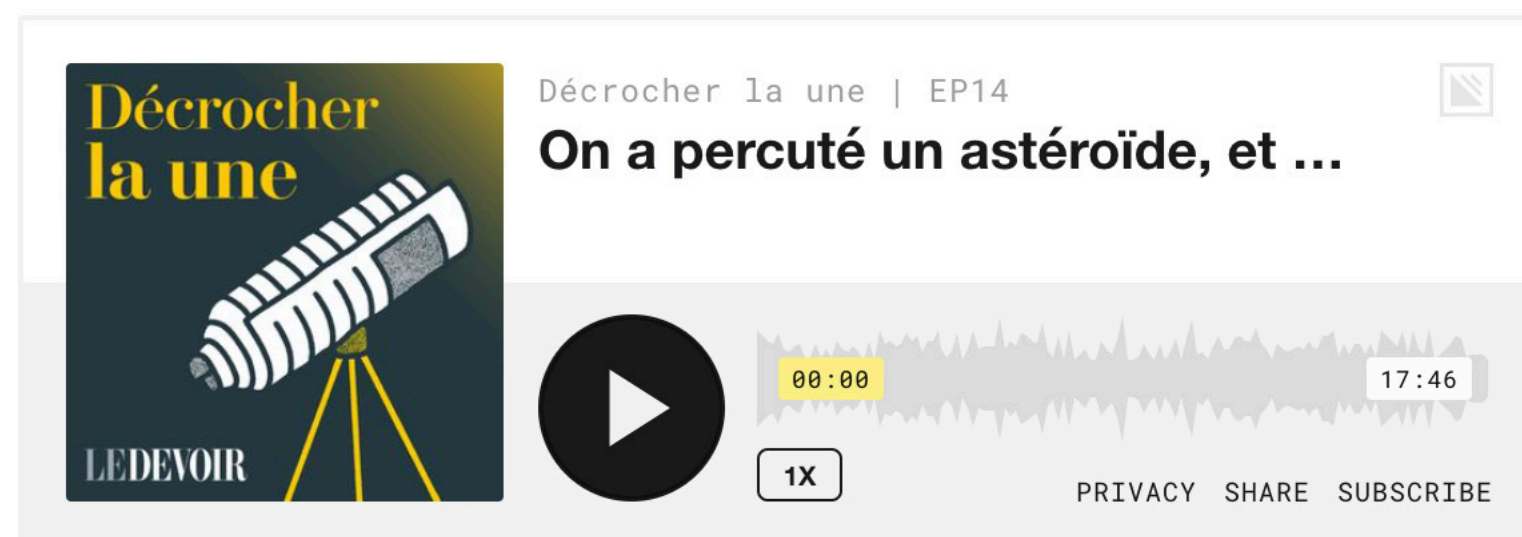 Décrocher
la une
LEDEVOIR
Décrocher la une | EP14
On a percuté un astéroïde, et ...
00:00
17:46
1X
PRIVACY SHARE SUBSCRIBE